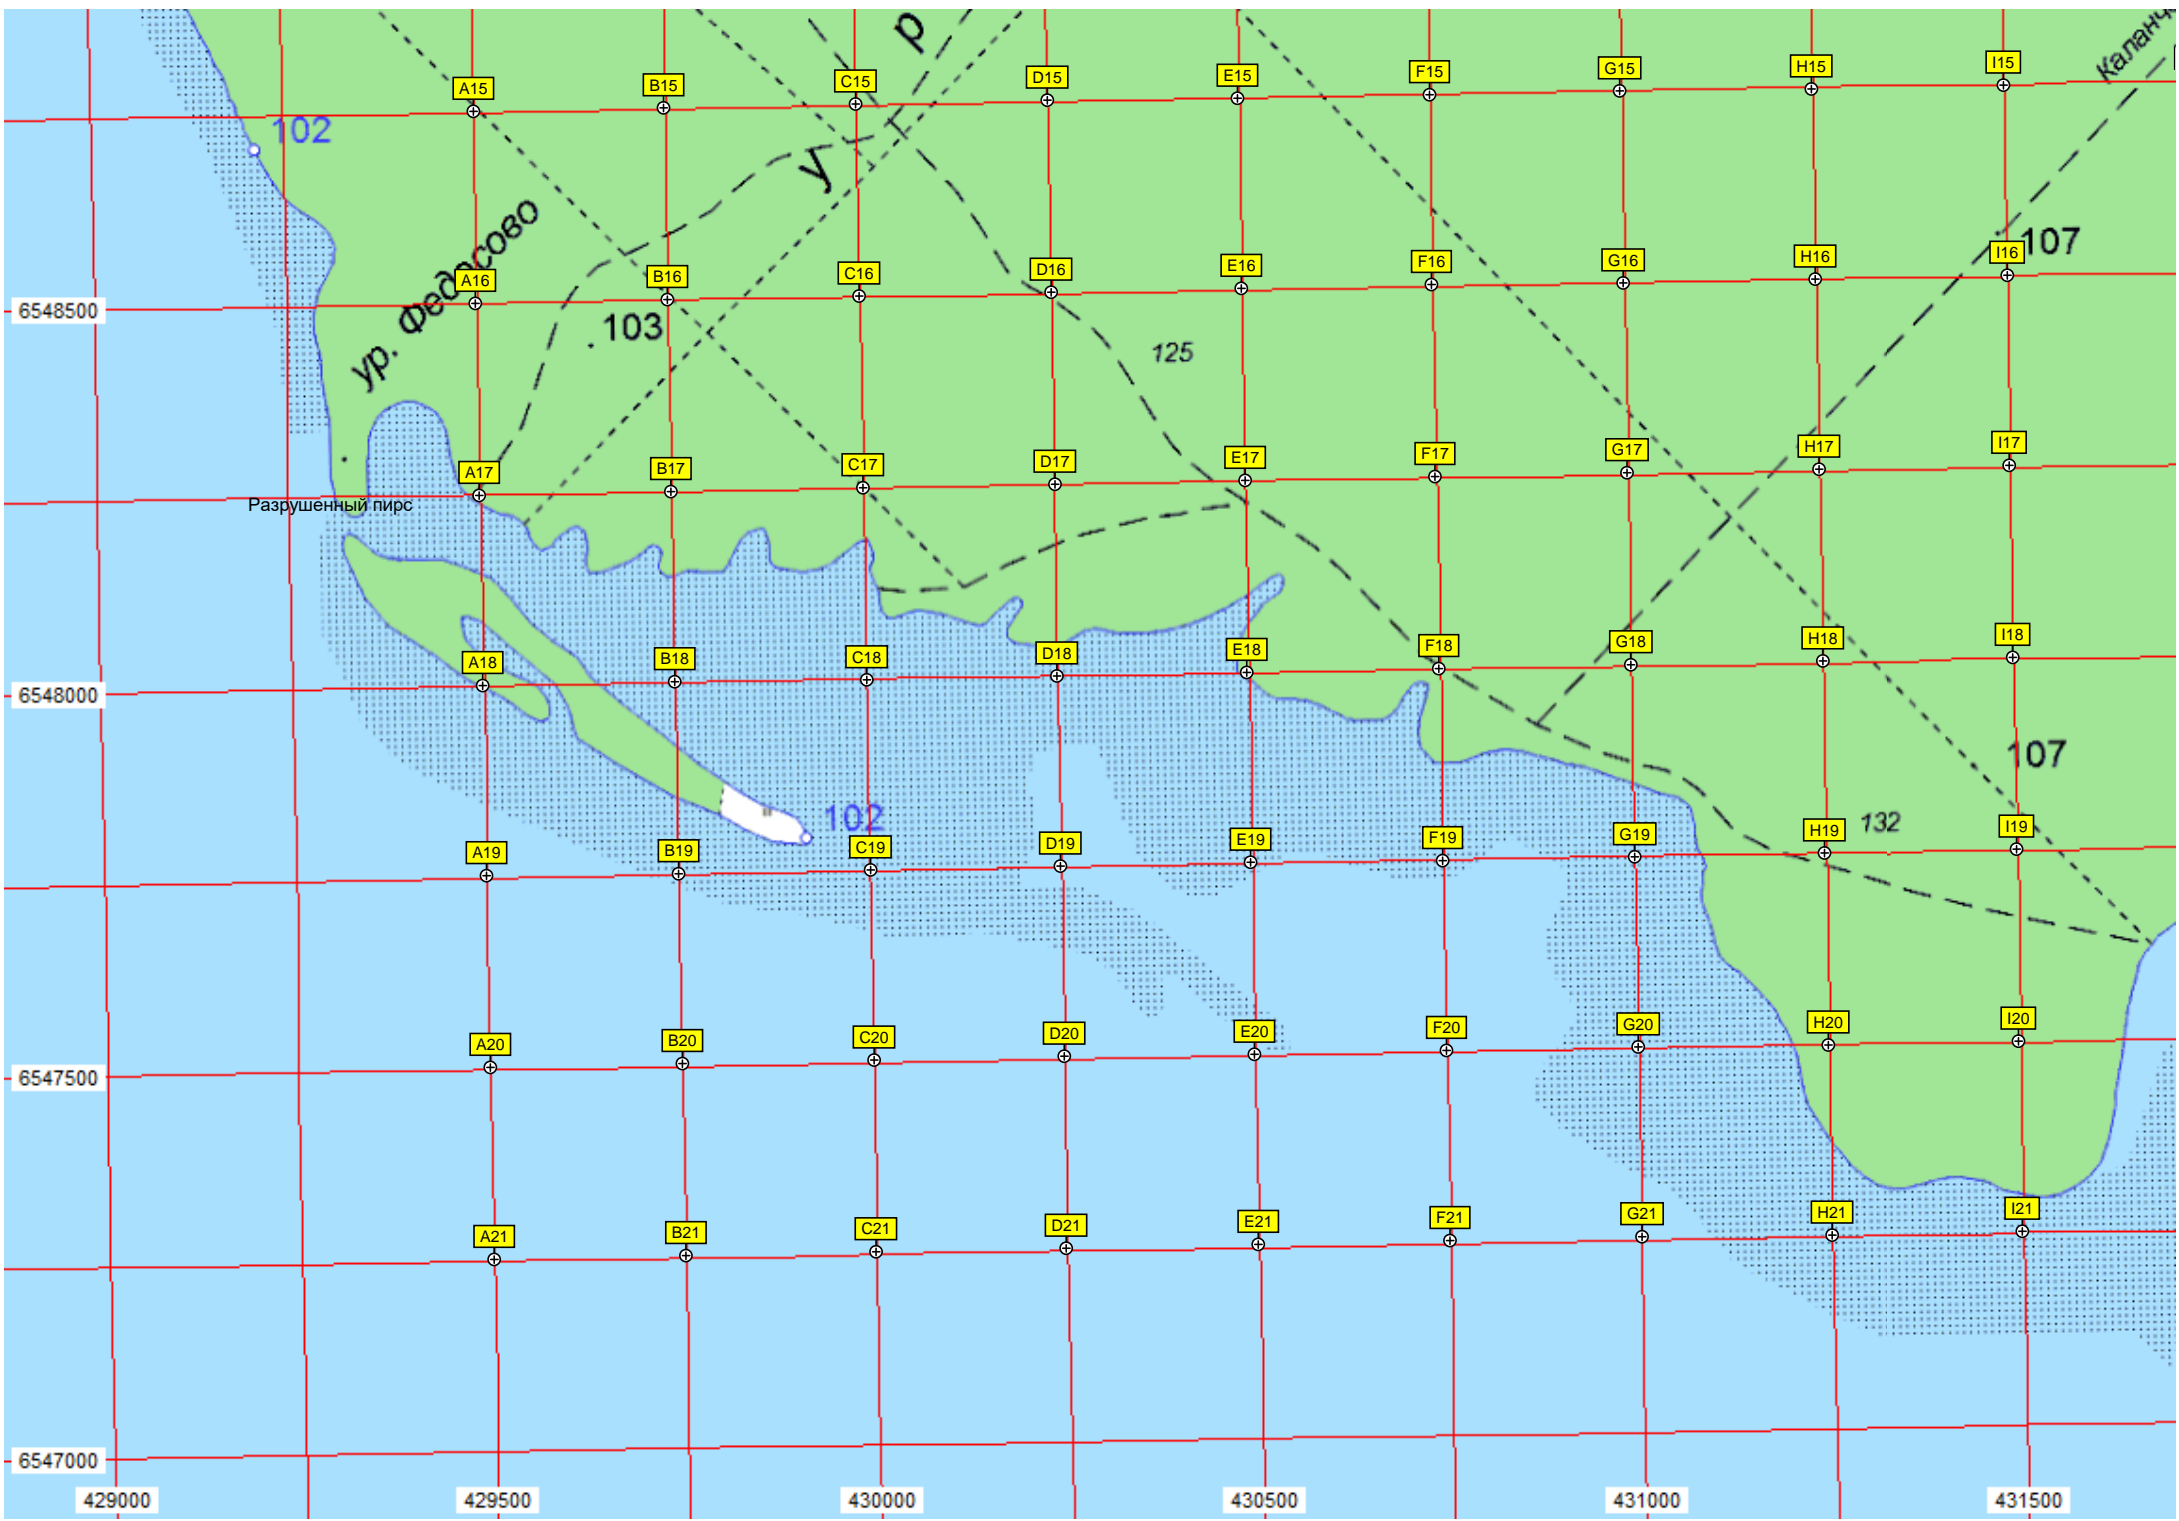 р
Каланч
A15 B15 C15 D15 E15 F15 G15 H15 I15
102
У
ур. Федосово
107
A16 B16 C16 D16 E16 F16 G16 H16 I16
6548500
103
125
A17 B17 C17 D17 E17 F17 G17 H17 I17
Разрушенный пирс
A18 B18 C18 D18 E18 F18 G18 H18 I18
6548000
107
102
132
A19 B19 C19 D19 E19 F19 G19 H19 I19
A20 B20 C20 D20 E20 F20 G20 H20 I20
6547500
A21 B21 C21 D21 E21 F21 G21 H21 I21
6547000
429000 429500 430000 430500 431000 431500